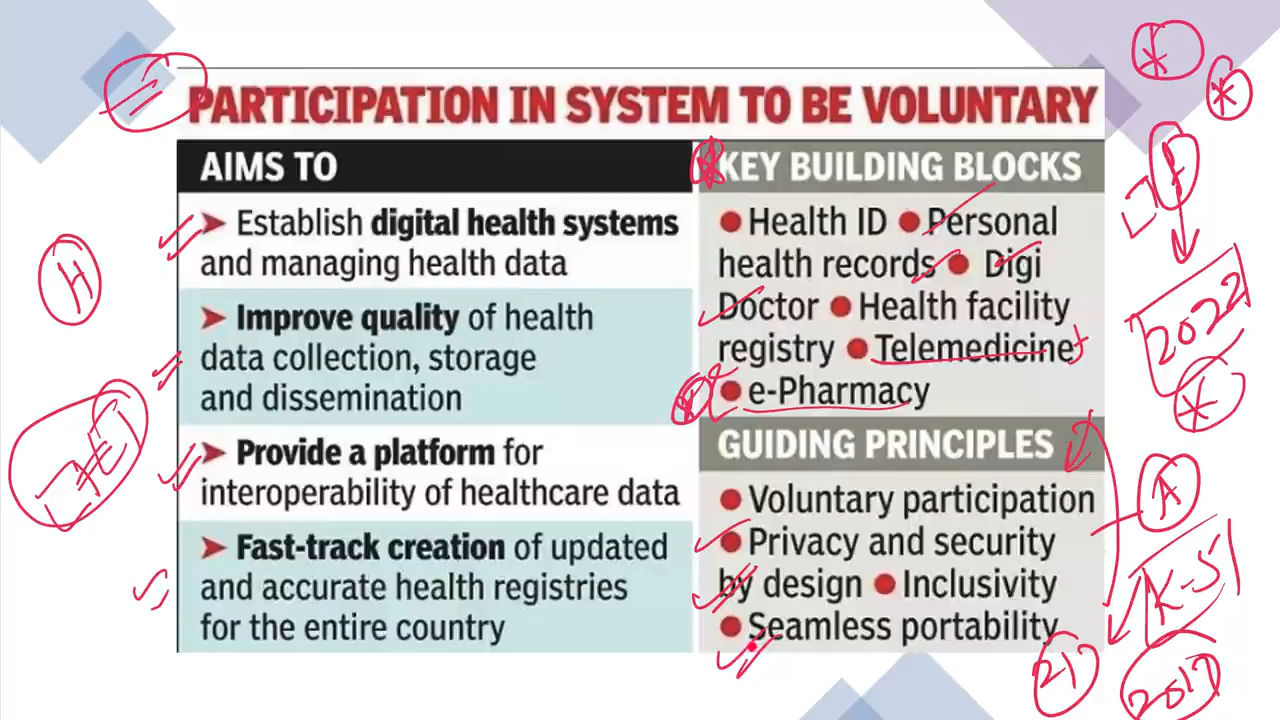 PARTICIPATION IN SYSTEM TO BE VOLUNTARY
AIMS TO
➤ Establish digital health systems
and managing health data
➤ Improve quality of health
data collection, storage
and dissemination
➤ Provide a platform for
interoperability of healthcare data
➤ Fast-track creation of updated
and accurate health registries
for the entire country
KEY BUILDING BLOCKS
● Health ID ● Personal
health records ● Digi
Doctor ● Health facility
registry ● Telemedicine
● e-Pharmacy
GUIDING PRINCIPLES
● Voluntary participation
● Privacy and security
by design ● Inclusivity
● Seamless portability
H
2022
A
K-51
21
2017